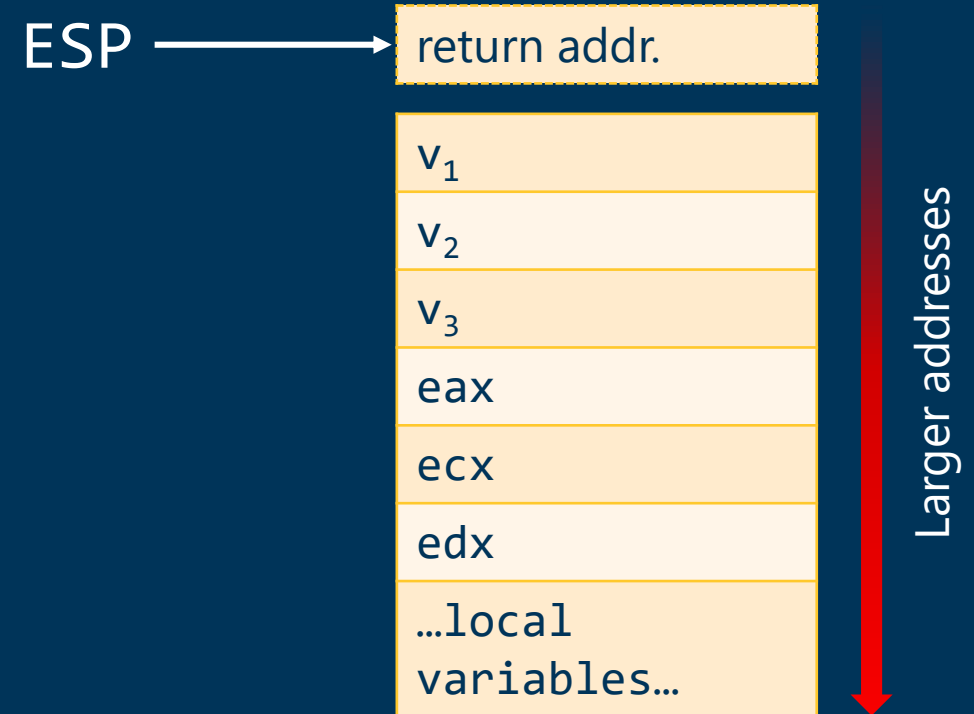 ESP
return addr.
v₁
v₂
v₃
eax
ecx
edx
…local
variables…
Larger addresses